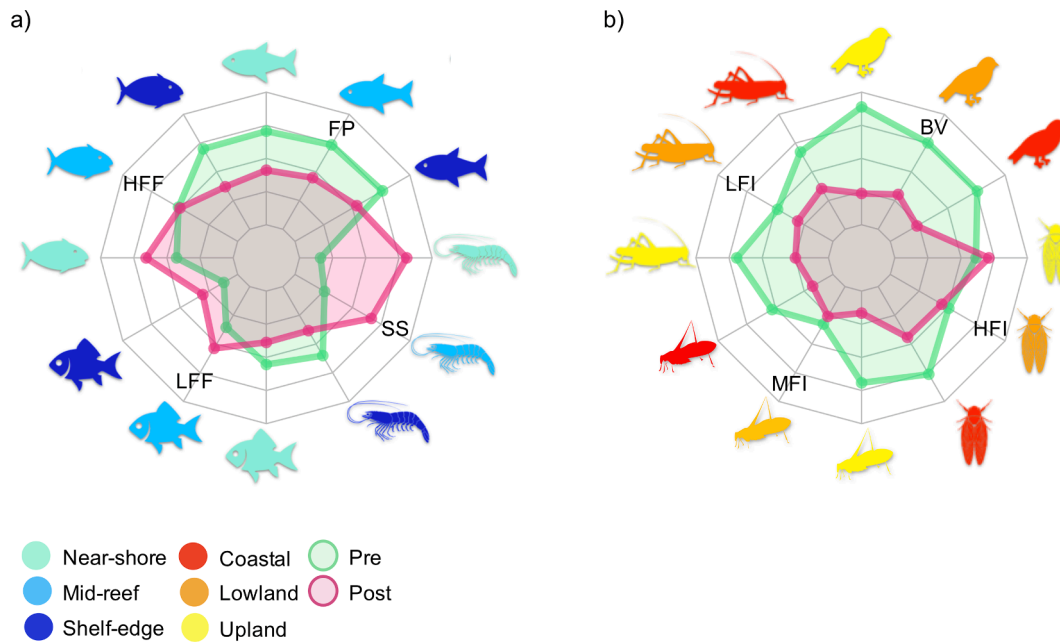 a)
b)
FP
BV
HFF
LFI
SS
HFI
LFF
MFI
Near-shore
Coastal
Pre
Mid-reef
Lowland
Post
Shelf-edge
Upland